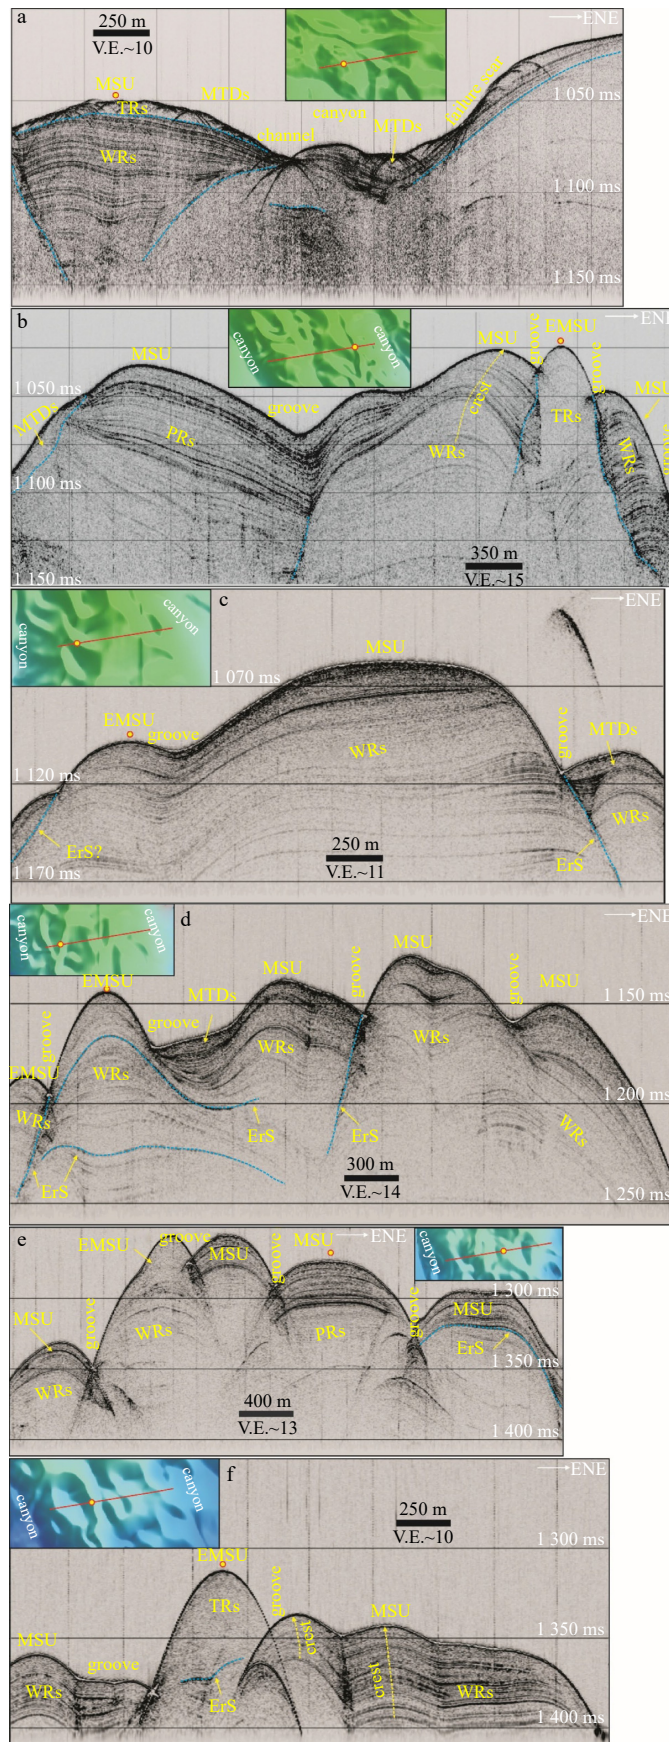 a
250 m
V.E.~10
ENE
MSU
MTDs
TRs
canyon
MTDs
channel
failure scar
WRs
1 050 ms
1 100 ms
1 150 ms
b
canyon
canyon
ENE
MSU
MSU
groove
EMSU
groove
MSU
1 050 ms
groove
crest
MTDs
PRs
WRs
TRs
WRs
1 100 ms
350 m
V.E.~15
1 150 ms
canyon
canyon
c
ENE
MSU
1 070 ms
EMSU
groove
WRs
groove
MTDs
1 120 ms
WRs
ErS?
250 m
V.E.~11
ErS
1 170 ms
canyon
canyon
d
ENE
MSU
EMSU
MSU
groove
groove
MSU
MTDs
1 150 ms
groove
groove
EMSU
WRs
WRs
WRs
WRs
1 200 ms
ErS
ErS
WRs
ErS
300 m
V.E.~14
1 250 ms
e
groove
MSU
ENE
canyon
EMSU
MSU
1 300 ms
MSU
groove
groove
MSU
WRs
PRs
groove
ErS
WRs
1 350 ms
400 m
V.E.~13
1 400 ms
canyon
canyon
f
ENE
250 m
V.E.~10
1 300 ms
EMSU
groove
TRs
MSU
MSU
crest
1 350 ms
groove
WRs
ErS
crest
WRs
1 400 ms